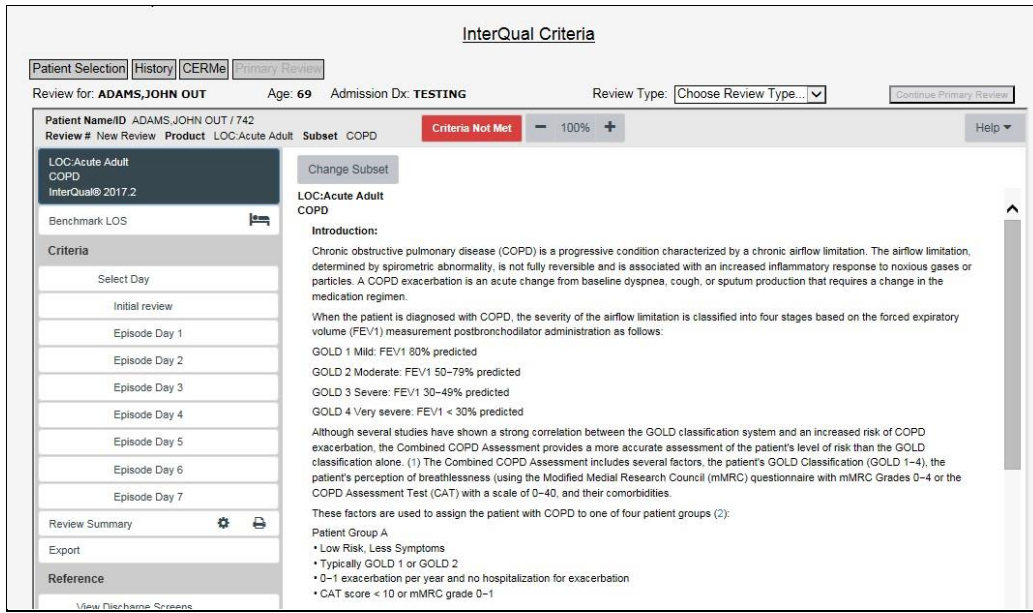 InterQual Criteria
Patient Selection History CERMe Primary Review
Review for: ADAMS,JOHN OUT Age: 69 Admission Dx: TESTING Review Type: Choose Review Type... Continue Primary Review
Patient Name/ID ADAMS,JOHN OUT / 742
Review # New Review Product LOC:Acute Adult Subset COPD
Criteria Not Met − 100% + Help
LOC:Acute Adult
COPD
InterQual® 2017.2
Benchmark LOS
Criteria
Select Day
Initial review
Episode Day 1
Episode Day 2
Episode Day 3
Episode Day 4
Episode Day 5
Episode Day 6
Episode Day 7
Review Summary
Export
Reference
View Discharge Screens
Change Subset
LOC:Acute Adult
COPD
Introduction:
Chronic obstructive pulmonary disease (COPD) is a progressive condition characterized by a chronic airflow limitation. The airflow limitation,
determined by spirometric abnormality, is not fully reversible and is associated with an increased inflammatory response to noxious gases or
particles. A COPD exacerbation is an acute change from baseline dyspnea, cough, or sputum production that requires a change in the
medication regimen.
When the patient is diagnosed with COPD, the severity of the airflow limitation is classified into four stages based on the forced expiratory
volume (FEV1) measurement postbronchodilator administration as follows:
GOLD 1 Mild: FEV1 80% predicted
GOLD 2 Moderate: FEV1 50–79% predicted
GOLD 3 Severe: FEV1 30–49% predicted
GOLD 4 Very severe: FEV1 < 30% predicted
Although several studies have shown a strong correlation between the GOLD classification system and an increased risk of COPD
exacerbation, the Combined COPD Assessment provides a more accurate assessment of the patient's level of risk than the GOLD
classification alone. (1) The Combined COPD Assessment includes several factors, the patient's GOLD Classification (GOLD 1–4), the
patient's perception of breathlessness (using the Modified Medial Research Council (mMRC) questionnaire with mMRC Grades 0–4 or the
COPD Assessment Test (CAT) with a scale of 0–40, and their comorbidities.
These factors are used to assign the patient with COPD to one of four patient groups (2):
Patient Group A
• Low Risk, Less Symptoms
• Typically GOLD 1 or GOLD 2
• 0–1 exacerbation per year and no hospitalization for exacerbation
• CAT score < 10 or mMRC grade 0–1